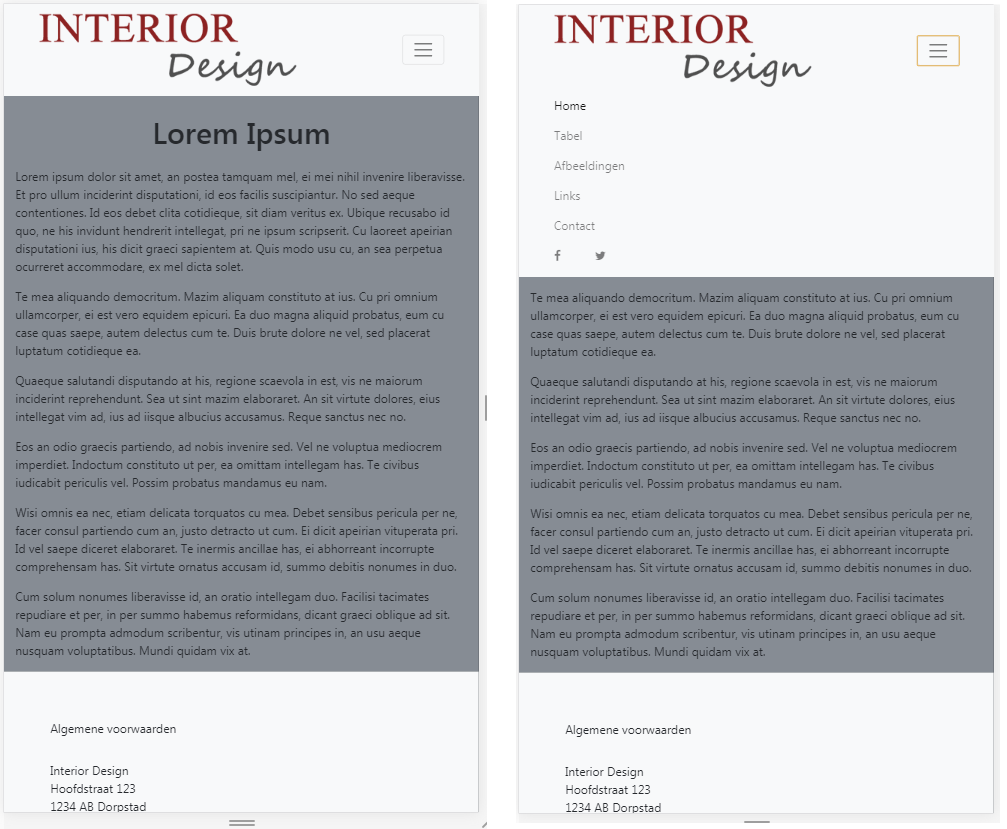 INTERIOR
Design
Lorem Ipsum
Lorem ipsum dolor sit amet, an postea tamquam mel, ei mei nihil invenire liberavisse.
Et pro ullum inciderint disputationi, id eos facilis suscipiantur. No sed aeque
contentiones. Id eos debet clita cotidieque, sit diam veritus ex. Ubique recusabo id
quo, ne his invidunt hendrerit intellegat, pri ne ipsum scripserit. Cu laoreet apeirian
disputationi ius, his dicit graeci sapientem at. Quis modo usu cu, an sea perpetua
ocurreret accommodare, ex mel dicta solet.
Te mea aliquando democritum. Mazim aliquam constituto at ius. Cu pri omnium
ullamcorper, ei est vero equidem epicuri. Ea duo magna aliquid probatus, eum cu
case quas saepe, autem delectus cum te. Duis brute dolore ne vel, sed placerat
luptatum cotidieque ea.
Quaeque salutandi disputando at his, regione scaevola in est, vis ne maiorum
inciderint reprehendunt. Sea ut sint mazim elaboraret. An sit virtute dolores, eius
intellegat vim ad, ius ad iisque albucius accusamus. Reque sanctus nec no.
Eos an odio graecis partiendo, ad nobis invenire sed. Vel ne voluptua mediocrem
imperdiet. Indoctum constituto ut per, ea omittam intellegam has. Te civibus
iudicabit periculis vel. Possim probatus mandamus eu nam.
Wisi omnis ea nec, etiam delicata torquatos cu mea. Debet sensibus pericula per ne,
facer consul partiendo cum an, justo detracto ut cum. Ei dicit apeirian vituperata pri.
Id vel saepe diceret elaboraret. Te inermis ancillae has, ei abhorreant incorrupte
comprehensam has. Sit virtute ornatus accusam id, summo debitis nonumes in duo.
Cum solum nonumes liberavisse id, an oratio intellegam duo. Facilisi tacimates
repudiare et per, in per summo habemus reformidans, dicant graeci oblique ad sit.
Nam eu prompta admodum scribentur, vis utinam principes in, an usu aeque
nusquam voluptatibus. Mundi quidam vix at.
Algemene voorwaarden
Interior Design
Hoofdstraat 123
1234 AB Dorpstad
INTERIOR
Design
Home
Tabel
Afbeeldingen
Links
Contact
Te mea aliquando democritum. Mazim aliquam constituto at ius. Cu pri omnium
ullamcorper, ei est vero equidem epicuri. Ea duo magna aliquid probatus, eum cu
case quas saepe, autem delectus cum te. Duis brute dolore ne vel, sed placerat
luptatum cotidieque ea.
Quaeque salutandi disputando at his, regione scaevola in est, vis ne maiorum
inciderint reprehendunt. Sea ut sint mazim elaboraret. An sit virtute dolores, eius
intellegat vim ad, ius ad iisque albucius accusamus. Reque sanctus nec no.
Eos an odio graecis partiendo, ad nobis invenire sed. Vel ne voluptua mediocrem
imperdiet. Indoctum constituto ut per, ea omittam intellegam has. Te civibus
iudicabit periculis vel. Possim probatus mandamus eu nam.
Wisi omnis ea nec, etiam delicata torquatos cu mea. Debet sensibus pericula per ne,
facer consul partiendo cum an, justo detracto ut cum. Ei dicit apeirian vituperata pri.
Id vel saepe diceret elaboraret. Te inermis ancillae has, ei abhorreant incorrupte
comprehensam has. Sit virtute ornatus accusam id, summo debitis nonumes in duo.
Cum solum nonumes liberavisse id, an oratio intellegam duo. Facilisi tacimates
repudiare et per, in per summo habemus reformidans, dicant graeci oblique ad sit.
Nam eu prompta admodum scribentur, vis utinam principes in, an usu aeque
nusquam voluptatibus. Mundi quidam vix at.
Algemene voorwaarden
Interior Design
Hoofdstraat 123
1234 AB Dorpstad